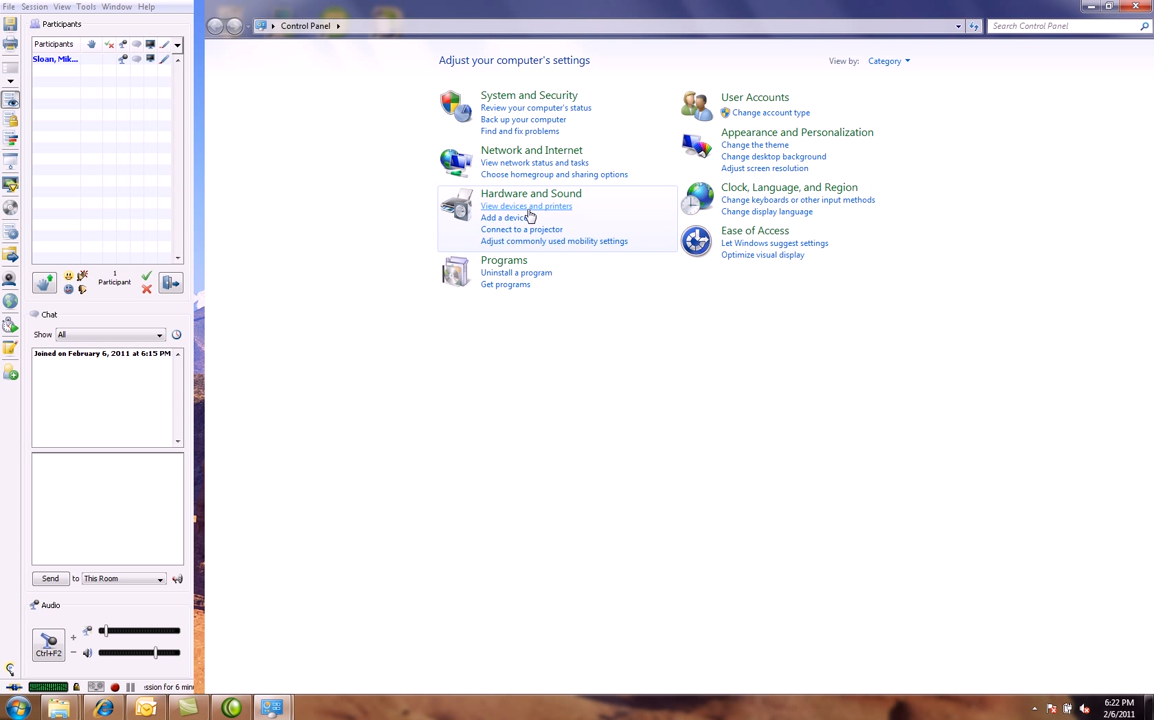 File Session View Tools Window Help
Participants
Participants
Sloan, Mik...
1
Participant
Chat
Show All
Joined on February 6, 2011 at 6:15 PM
Send to This Room
Audio
Ctrl+F2
ssion for 6 min
Control Panel
Search Control Panel
Adjust your computer's settings
View by: Category
System and Security
Review your computer's status
Back up your computer
Find and fix problems
Network and Internet
View network status and tasks
Choose homegroup and sharing options
Hardware and Sound
View devices and printers
Add a device
Connect to a projector
Adjust commonly used mobility settings
Programs
Uninstall a program
Get programs
User Accounts
Change account type
Appearance and Personalization
Change the theme
Change desktop background
Adjust screen resolution
Clock, Language, and Region
Change keyboards or other input methods
Change display language
Ease of Access
Let Windows suggest settings
Optimize visual display
6:22 PM
2/6/2011